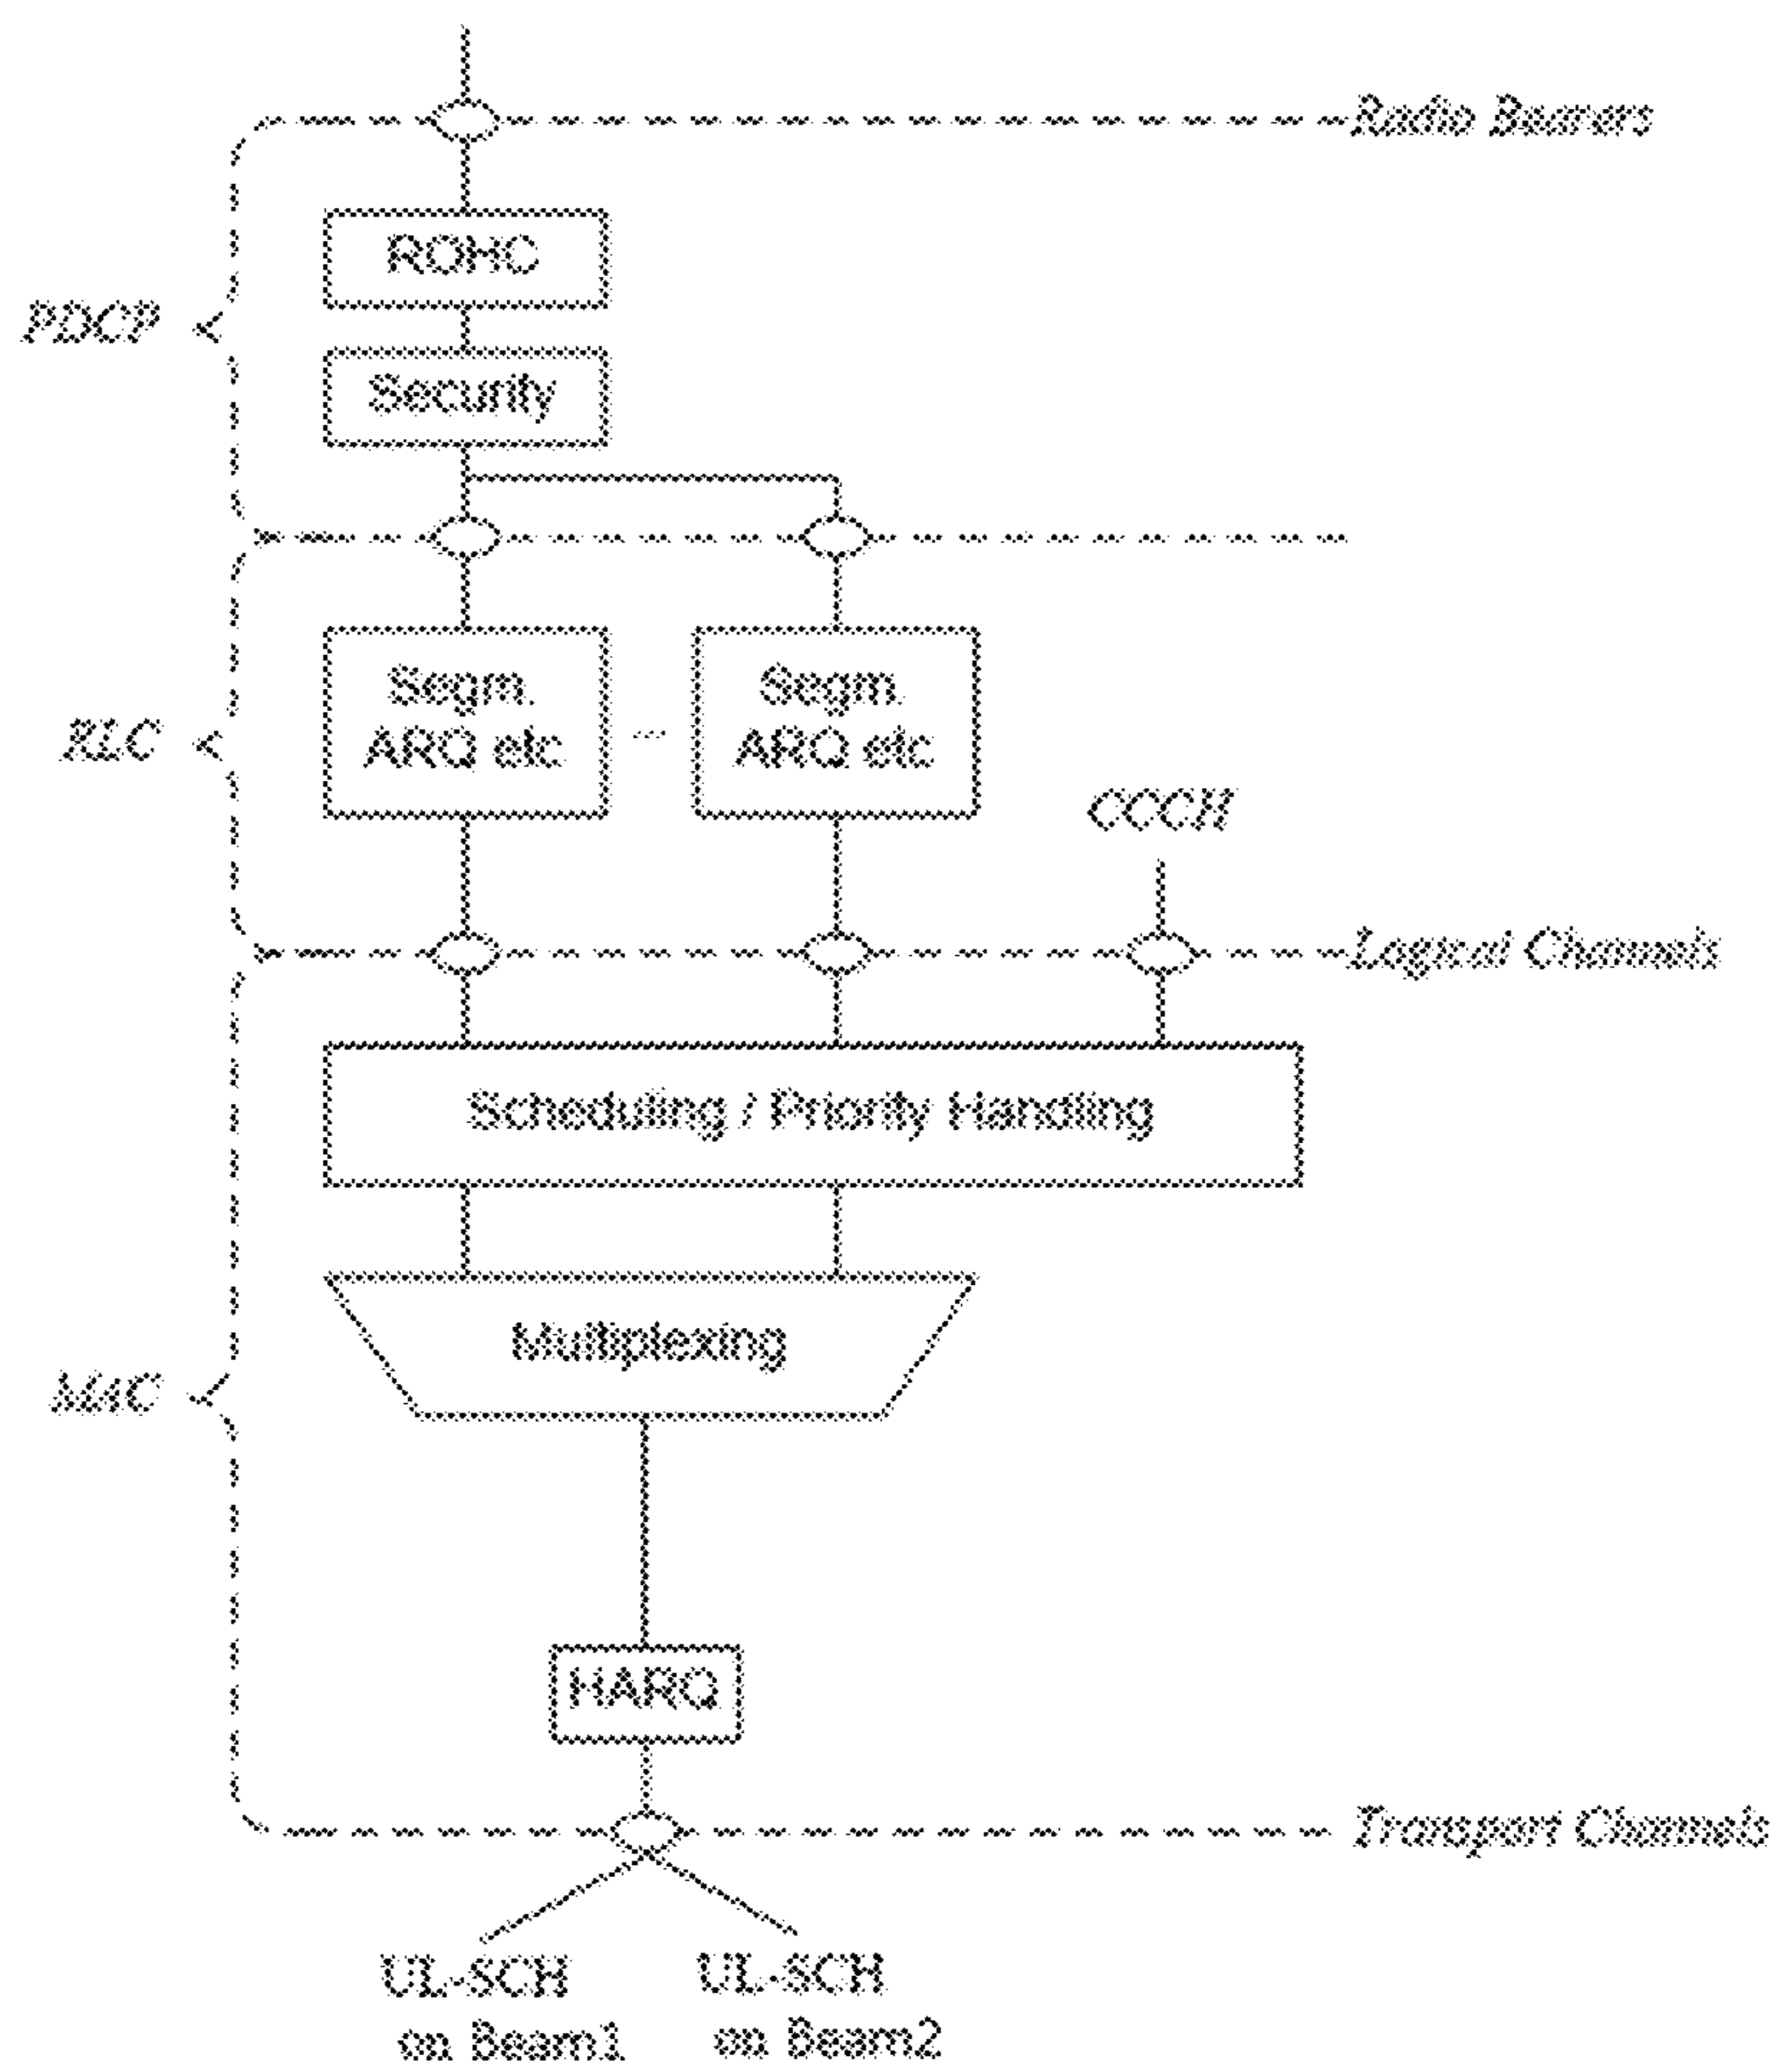 Radio Bearers
ROHC
PDCP
Security
Segm.
ARQ etc
...
Segm.
ARQ etc
RLC
CCCH
Logical Channels
Scheduling / Priority Handling
Multiplexing
MAC
HARQ
Transport Channels
UL-SCH
on Beam1
UL-SCH
on Beam2